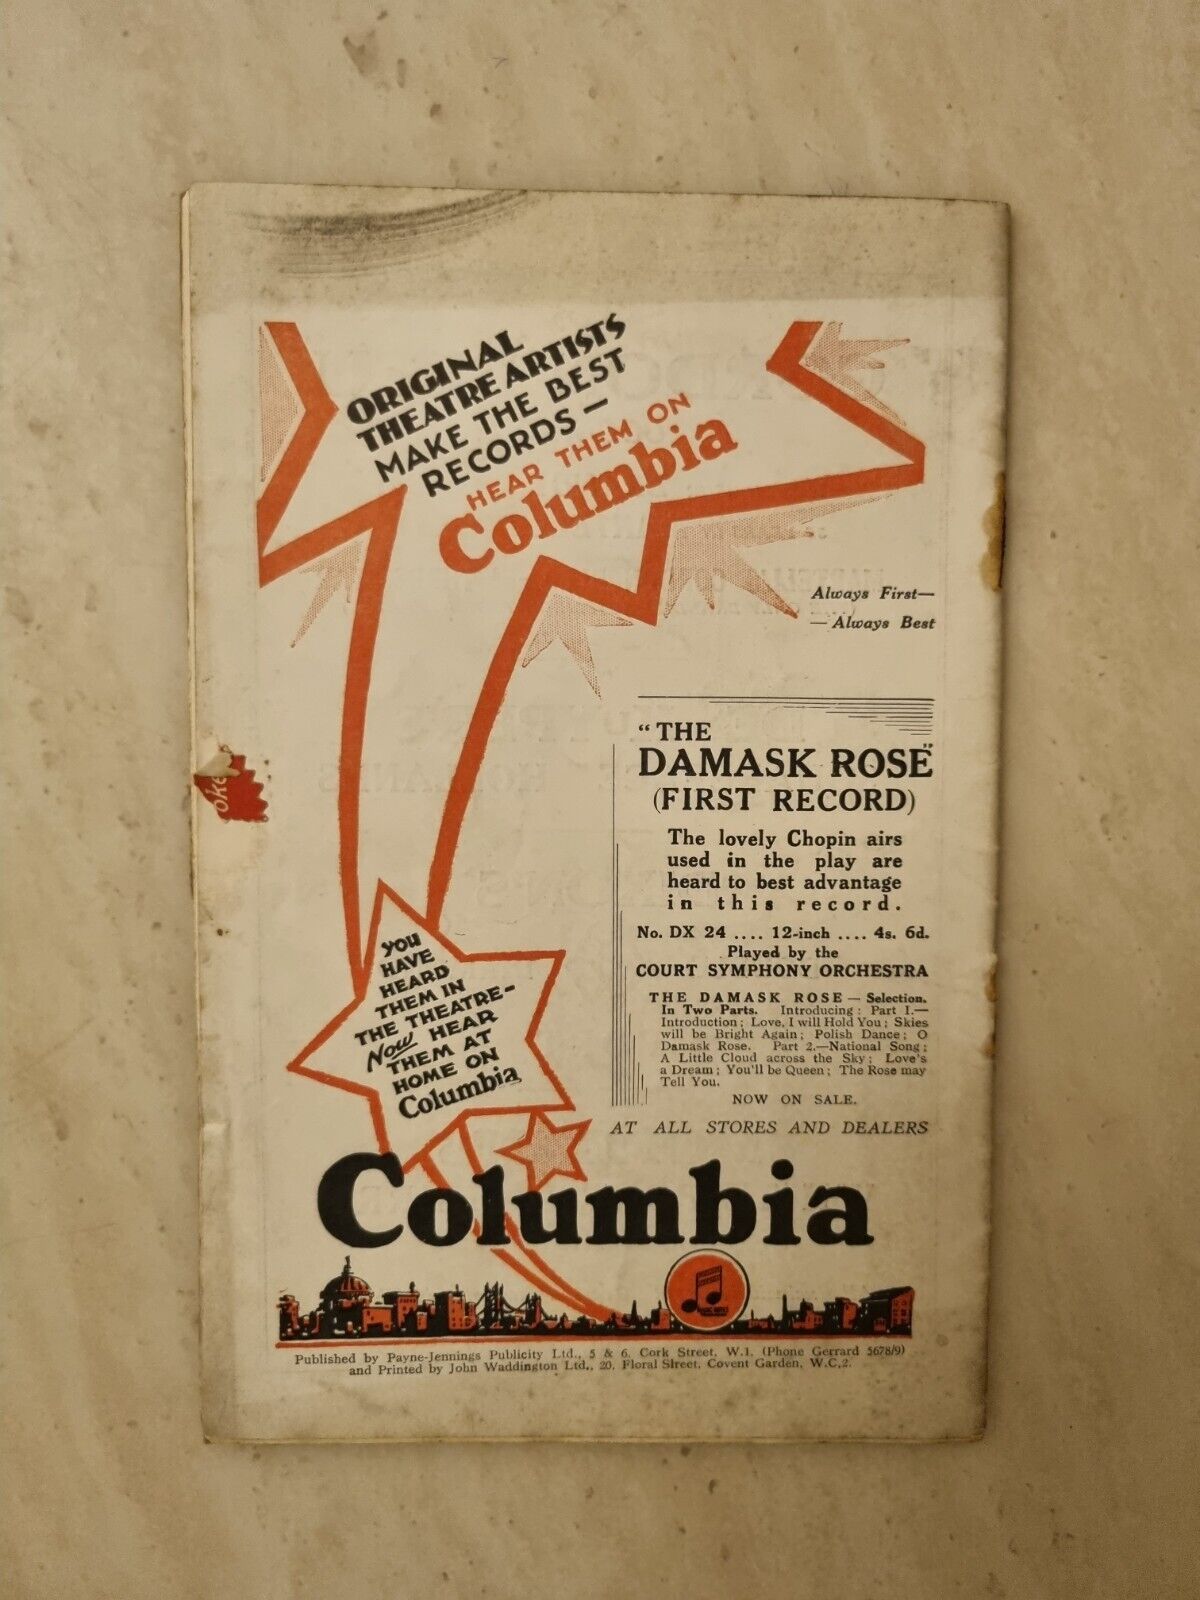 ORIGINAL
THEATRE ARTISTS
MAKE THE BEST
RECORDS—
HEAR THEM ON
Columbia
Always First—
—Always Best
"THE
DAMASK ROSE"
(FIRST RECORD)
The lovely Chopin airs
used in the play are
heard to best advantage
in this record.
No. DX 24 .... 12-inch .... 4s. 6d.
Played by the
COURT SYMPHONY ORCHESTRA
THE DAMASK ROSE — Selection.
In Two Parts. Introducing: Part 1.—
Introduction; Love, I will Hold You; Skies
will be Bright Again; Polish Dance; O
Damask Rose. Part 2.—National Song;
A Little Cloud across the Sky; Love's
a Dream; You'll be Queen; The Rose may
Tell You.
NOW ON SALE.
AT ALL STORES AND DEALERS
oke
YOU
HAVE
HEARD
THEM IN
THE THEATRE-
NOW HEAR
THEM AT
HOME ON
Columbia
Columbia
Published by Payne-Jennings Publicity Ltd., 5 & 6, Cork Street, W.1. (Phone Gerrard 5678/9)
and Printed by John Waddington Ltd., 20, Floral Street, Covent Garden, W.C.2.